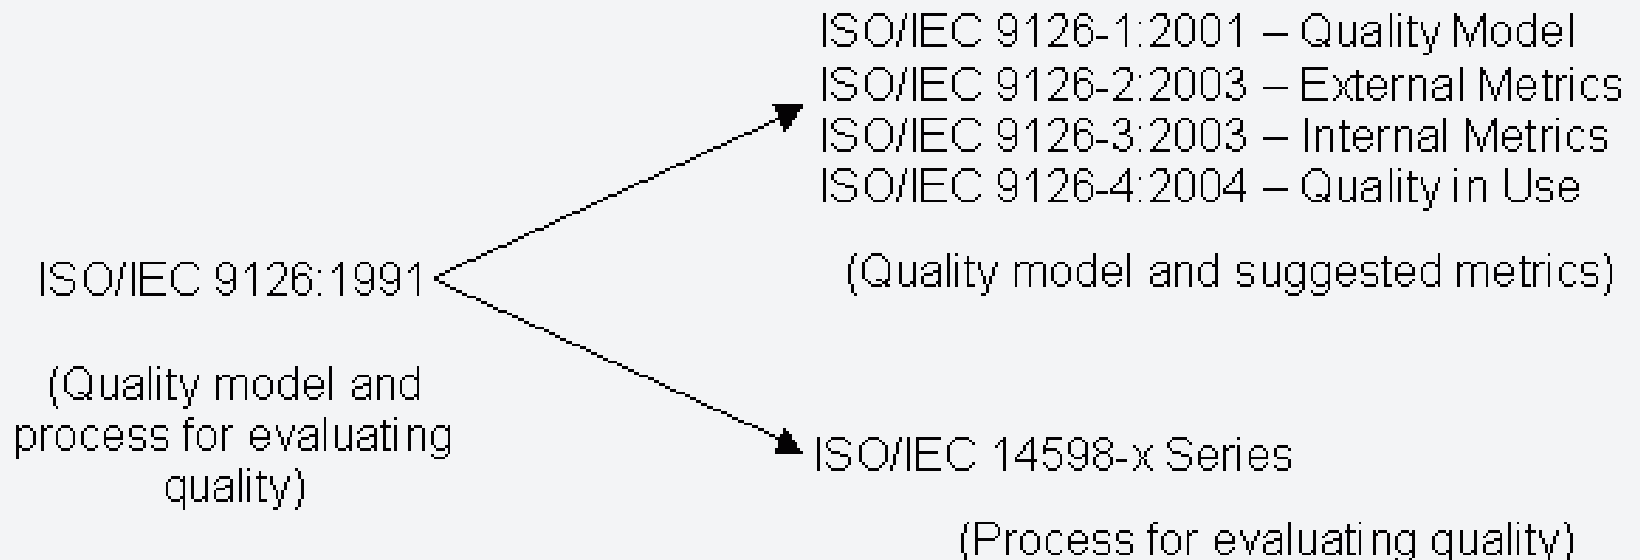 ISO/IEC 9126-1:2001 – Quality Model
ISO/IEC 9126-2:2003 – External Metrics
ISO/IEC 9126-3:2003 – Internal Metrics
ISO/IEC 9126-4:2004 – Quality in Use
(Quality model and suggested metrics)
ISO/IEC 9126:1991
(Quality model and
process for evaluating
quality)
ISO/IEC 14598-x Series
(Process for evaluating quality)